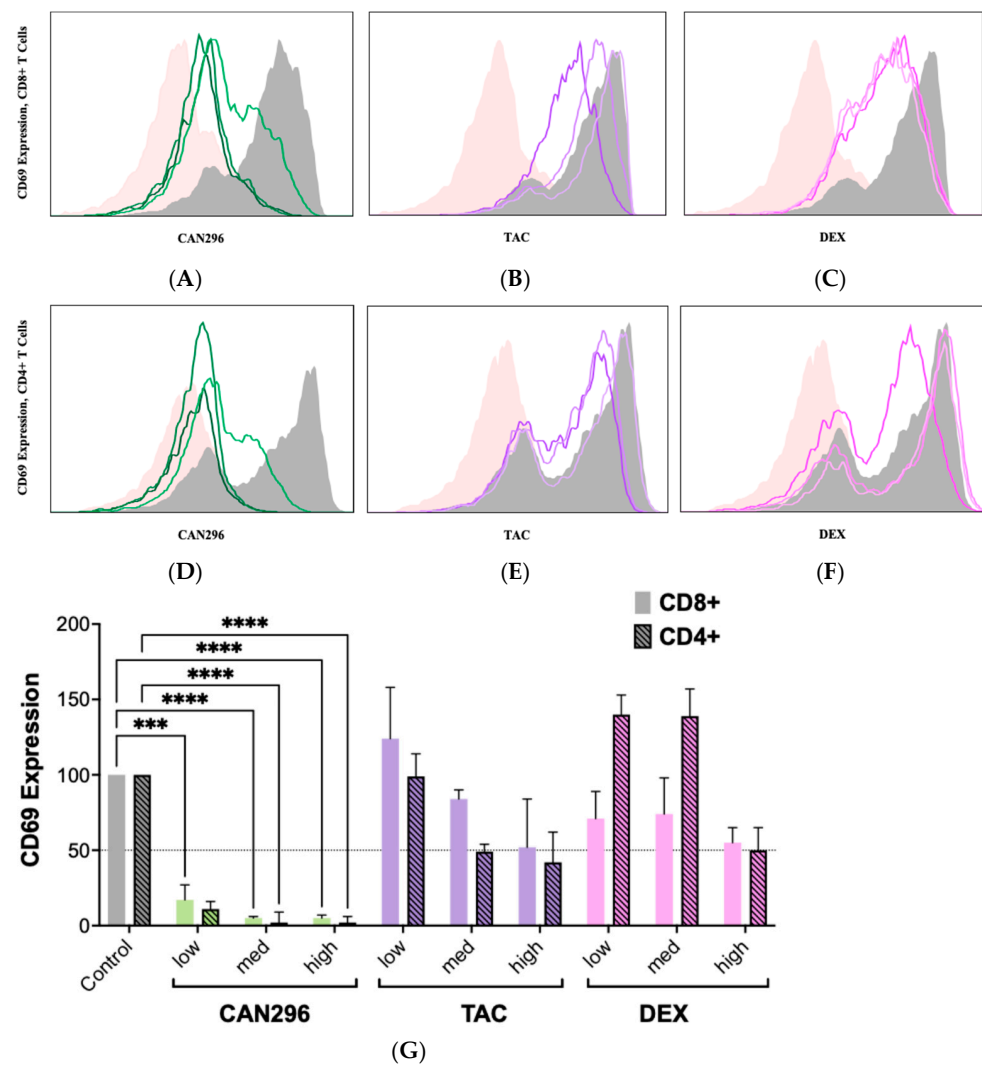 CD69 Expression, CD8+ T Cells
CAN296
TAC
DEX
(A)
(B)
(C)
CD69 Expression, CD4+ T Cells
CAN296
TAC
DEX
(D)
(E)
(F)
CD8+
CD4+
CD69 Expression
200
150
100
50
0
****
****
****
****
***
Control
low
med
high
low
med
high
low
med
high
CAN296
TAC
DEX
(G)